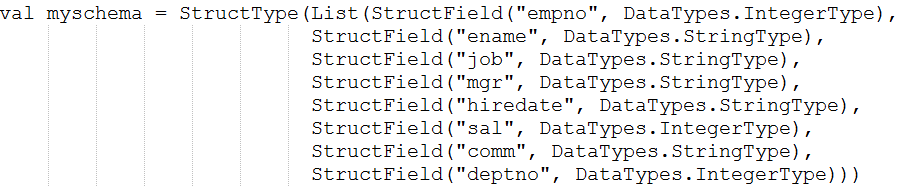 val myschema = StructType(List(StructField("empno", DataTypes.IntegerType),
StructField("ename", DataTypes.StringType),
StructField("job", DataTypes.StringType),
StructField("mgr", DataTypes.StringType),
StructField("hiredate", DataTypes.StringType),
StructField("sal", DataTypes.IntegerType),
StructField("comm", DataTypes.StringType),
StructField("deptno", DataTypes.IntegerType)))